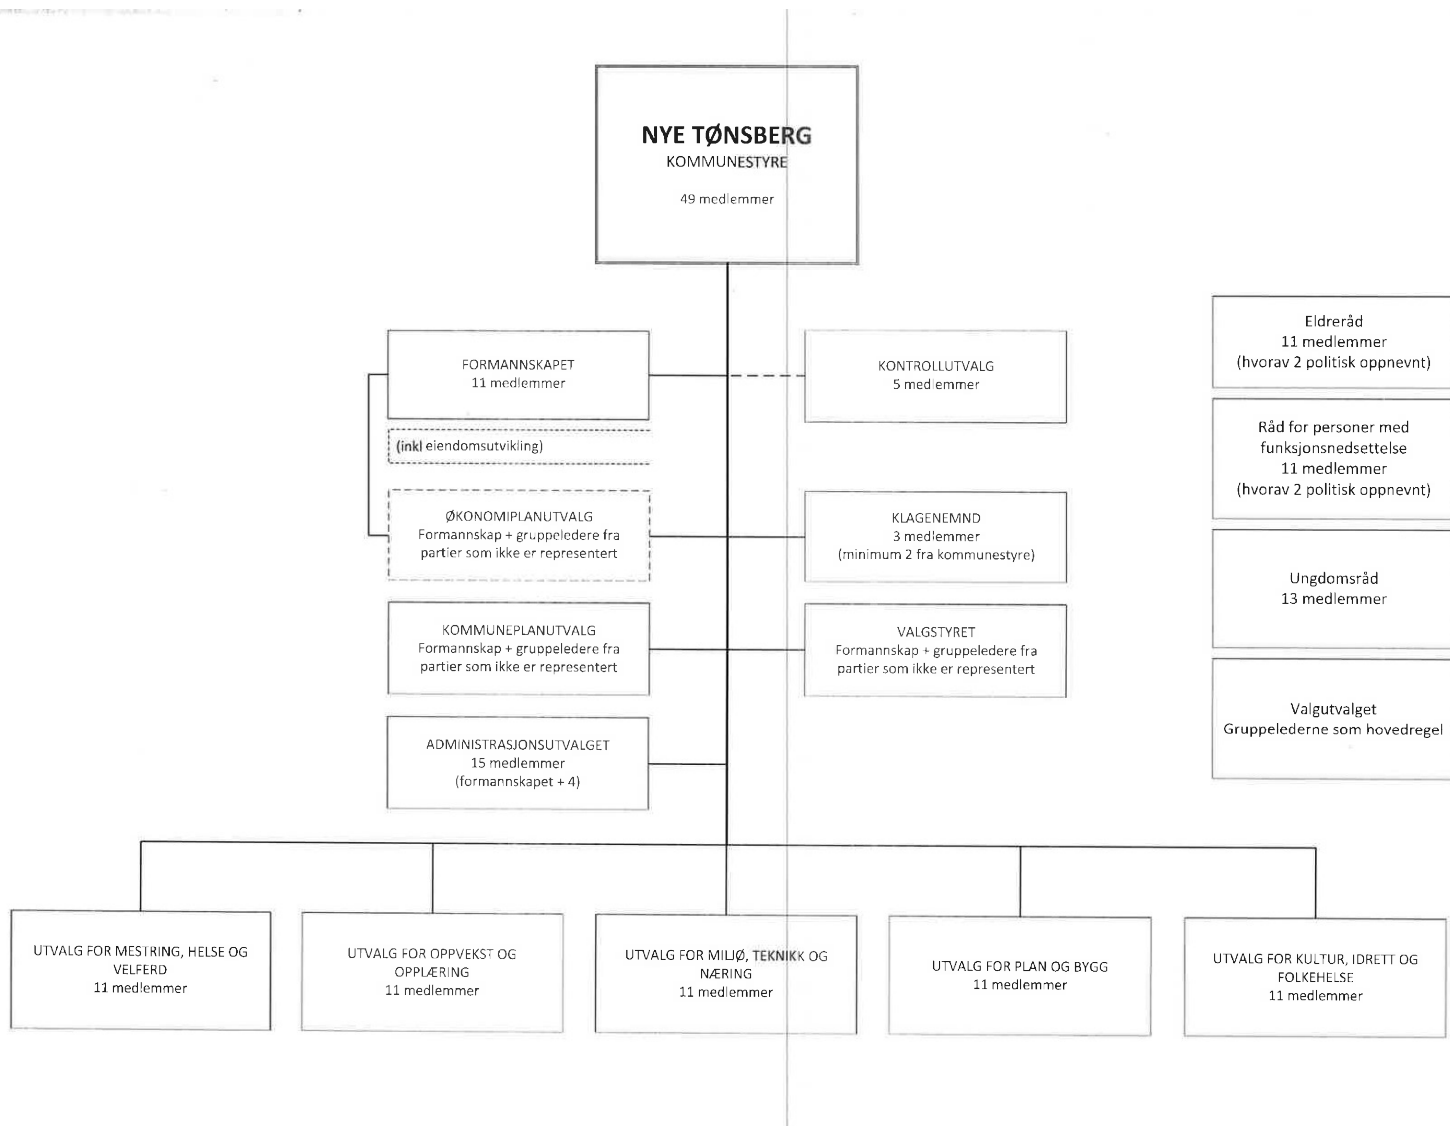 NYE TØNSBERG
KOMMUNESTYRE
49 medlemmer
FORMANNSKAPET
11 medlemmer
(inkl eiendomsutvikling)
ØKONOMIPLANUTVALG
Formannskap + gruppeledere fra
partier som ikke er representert
KOMMUNEPLANUTVALG
Formannskap + gruppeledere fra
partier som ikke er representert
ADMINISTRASJONSUTVALGET
15 medlemmer
(formannskapet + 4)
KONTROLLUTVALG
5 medlemmer
KLAGENEMND
3 medlemmer
(minimum 2 fra kommunestyre)
VALGSTYRET
Formannskap + gruppeledere fra
partier som ikke er representert
Eldreråd
11 medlemmer
(hvorav 2 politisk oppnevnt)
Råd for personer med
funksjonsnedsettelse
11 medlemmer
(hvorav 2 politisk oppnevnt)
Ungdomsråd
13 medlemmer
Valgutvalget
Gruppelederne som hovedregel
UTVALG FOR MESTRING, HELSE OG
VELFERD
11 medlemmer
UTVALG FOR OPPVEKST OG
OPPLÆRING
11 medlemmer
UTVALG FOR MILJØ, TEKNIKK OG
NÆRING
11 medlemmer
UTVALG FOR PLAN OG BYGG
11 medlemmer
UTVALG FOR KULTUR, IDRETT OG
FOLKEHELSE
11 medlemmer